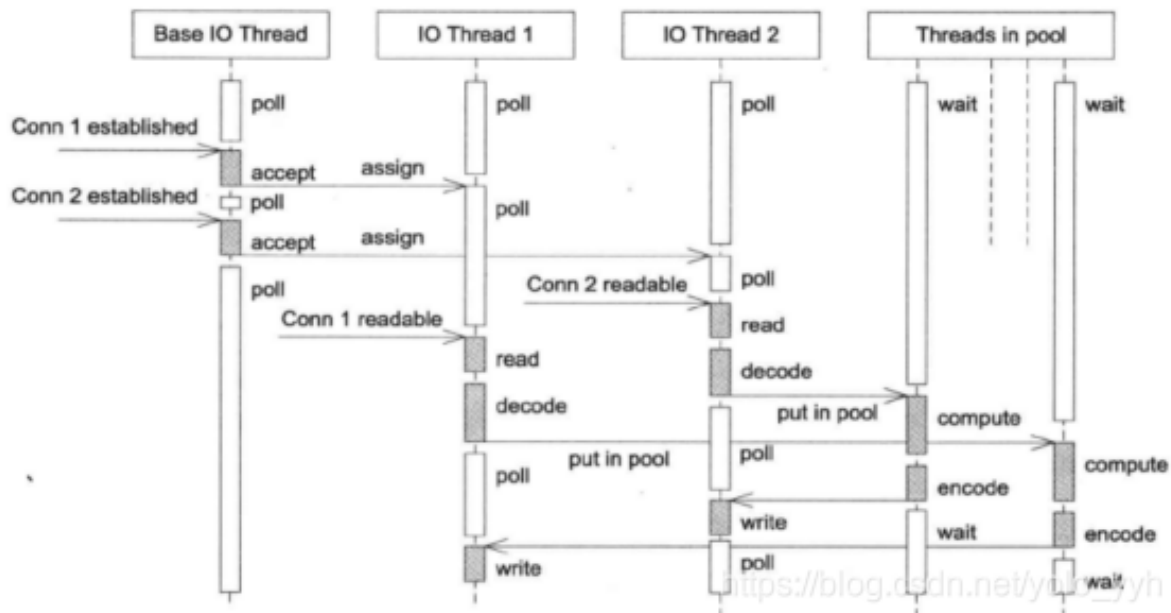 Base IO Thread IO Thread 1 IO Thread 2 Threads in pool
poll poll poll wait wait
Conn 1 established
accept assign
Conn 2 established poll poll
accept assign
poll Conn 2 readable poll
Conn 1 readable read
read
decode
decode put in pool compute
put in pool poll
poll compute
encode
write wait encode
write poll wait
https://blog.csdn.net/yolo_yyh